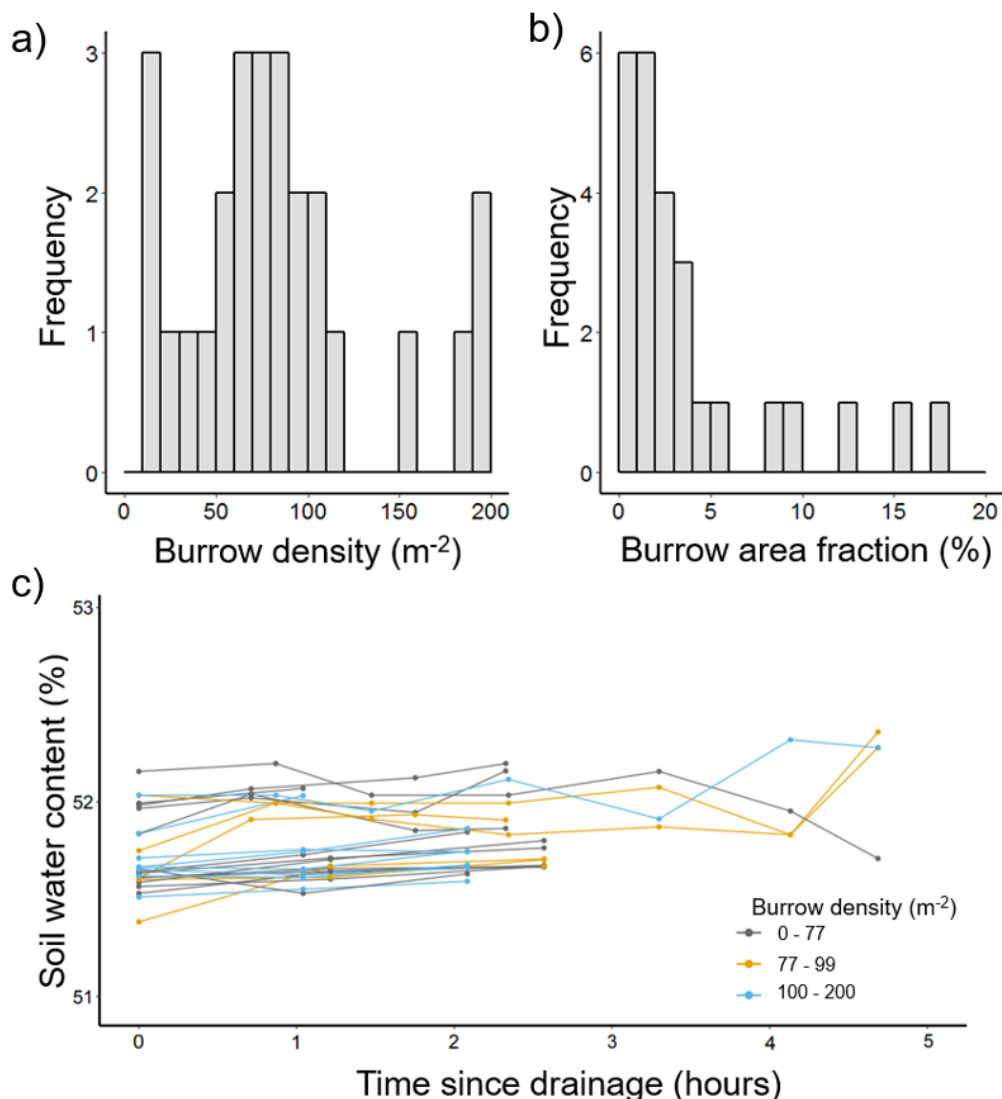 a)
3
2
1
0
Frequency
0 50 100 150 200
Burrow density (m-2)
b)
6
4
2
0
Frequency
0 5 10 15 20
Burrow area fraction (%)
c)
53
52
51
Soil water content (%)
Burrow density (m-2)
0 - 77
77 - 99
100 - 200
0 1 2 3 4 5
Time since drainage (hours)